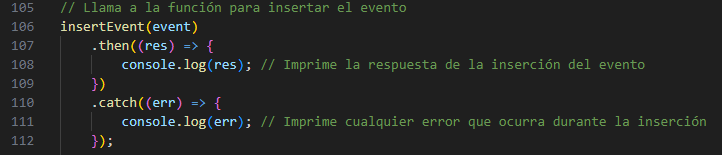 105 // Llama a la función para insertar el evento
106 insertEvent(event)
107     .then((res) => {
108         console.log(res); // Imprime la respuesta de la inserción del evento
109     })
110     .catch((err) => {
111         console.log(err); // Imprime cualquier error que ocurra durante la inserción
112     });